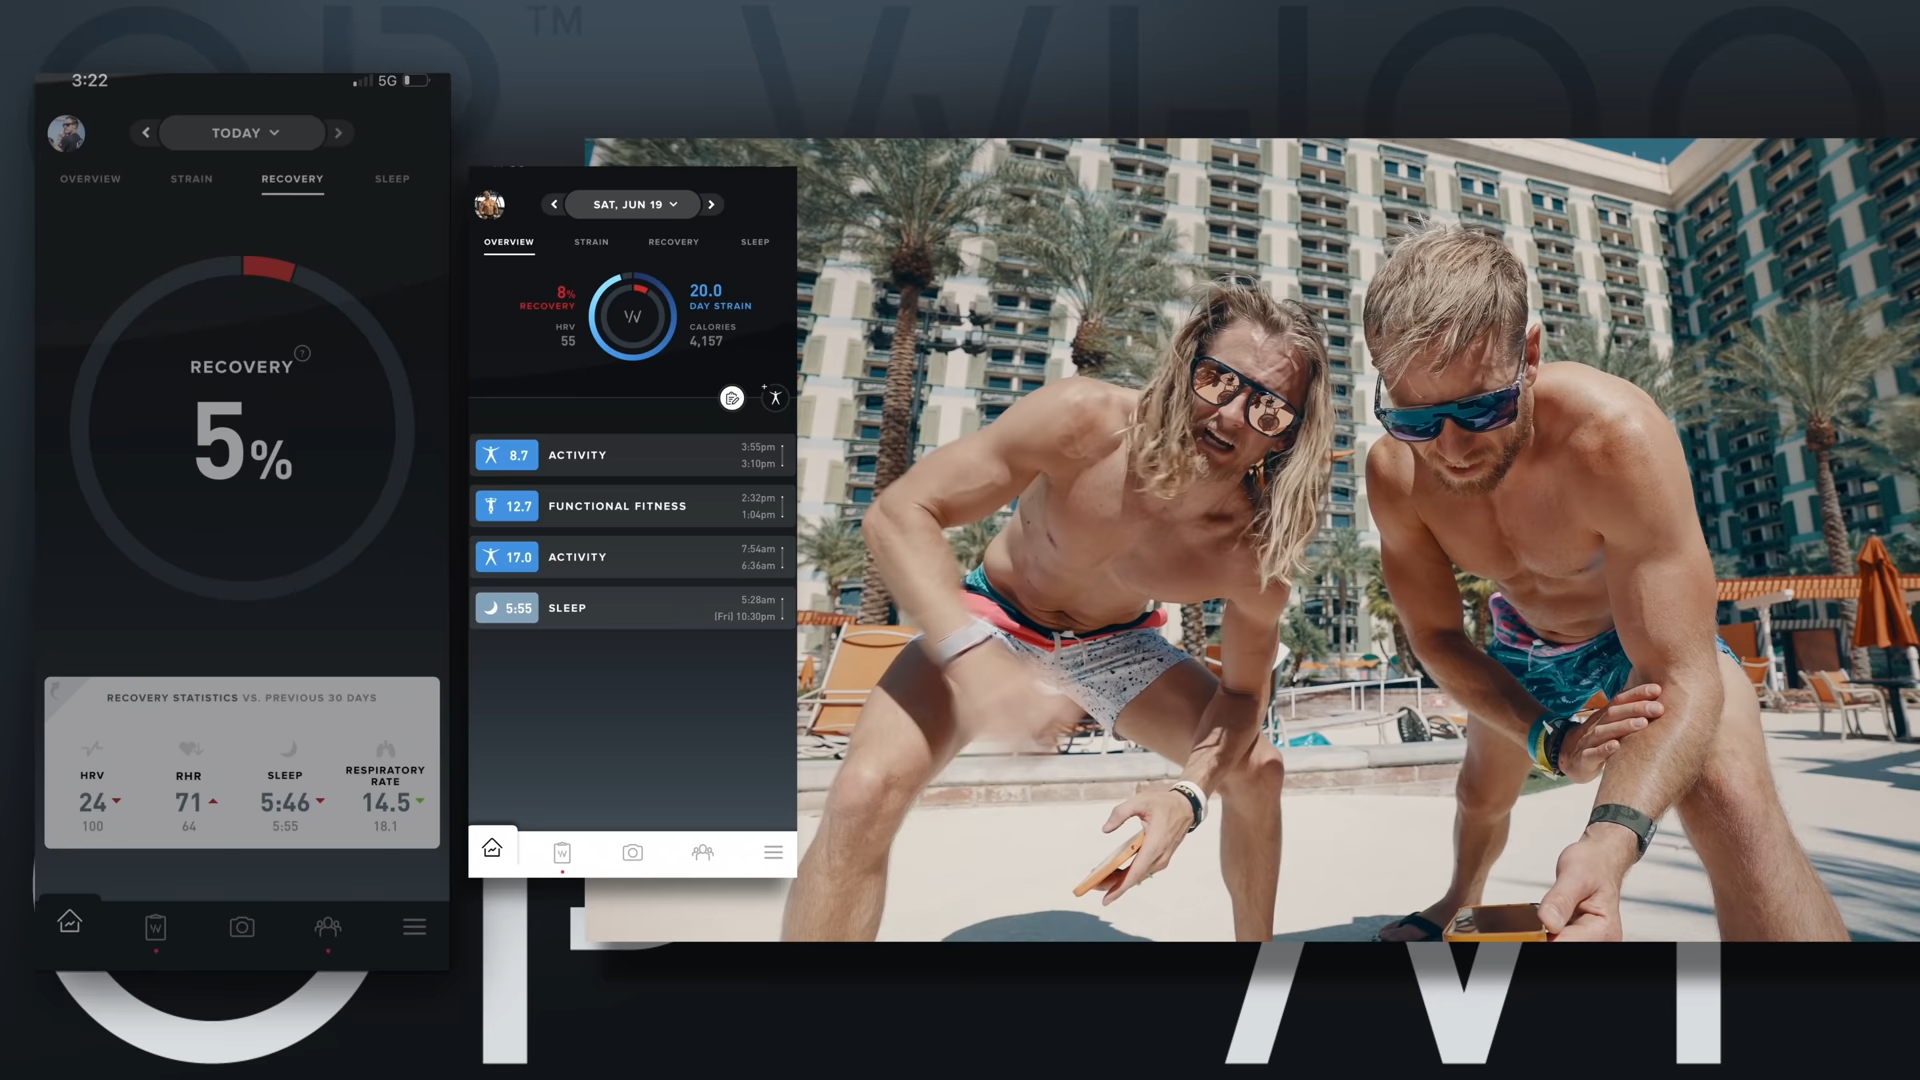 TM
WHOO
3:22
5G
TODAY
OVERVIEW STRAIN RECOVERY SLEEP
RECOVERY ?
5%
RECOVERY STATISTICS VS. PREVIOUS 30 DAYS
HRV RHR SLEEP RESPIRATORY RATE
24 71 5:46 14.5
100 64 5:55 18.1
W
SAT, JUN 19
OVERVIEW STRAIN RECOVERY SLEEP
8% RECOVERY
HRV
55
W
20.0
DAY STRAIN
CALORIES
4,157
8.7 ACTIVITY 3:55pm
3:10pm
12.7 FUNCTIONAL FITNESS 2:32pm
1:04pm
17.0 ACTIVITY 7:54am
6:36am
5:55 SLEEP 5:28am
(Fri) 10:30pm
W